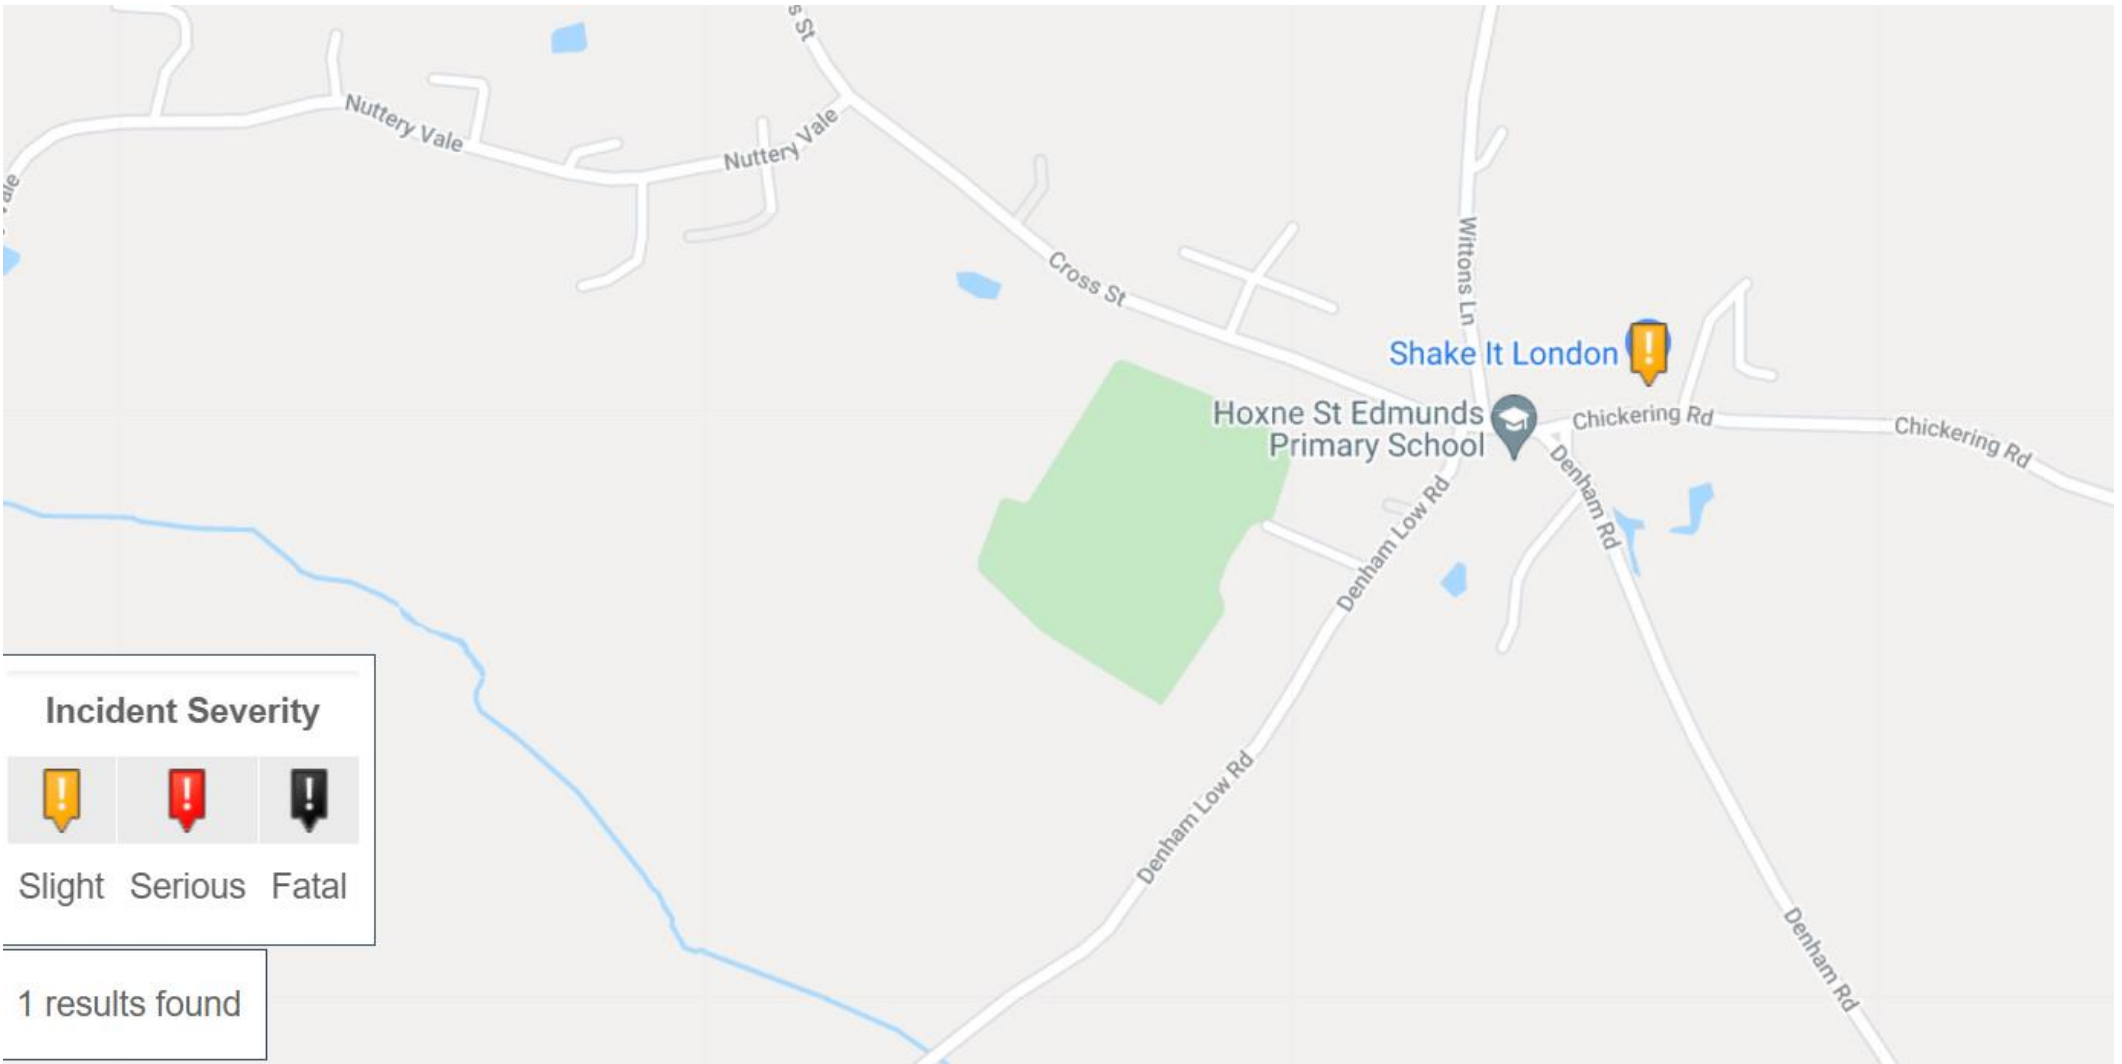 s St
Nuttery Vale
Nuttery Vale
Cross St
Wittons Ln
Shake It London
Hoxne St Edmunds
Primary School
Chickering Rd
Chickering Rd
Denham Rd
Denham Low Rd
Denham Low Rd
Denham Rd
Incident Severity
!
! ! !
Slight Serious Fatal
1 results found